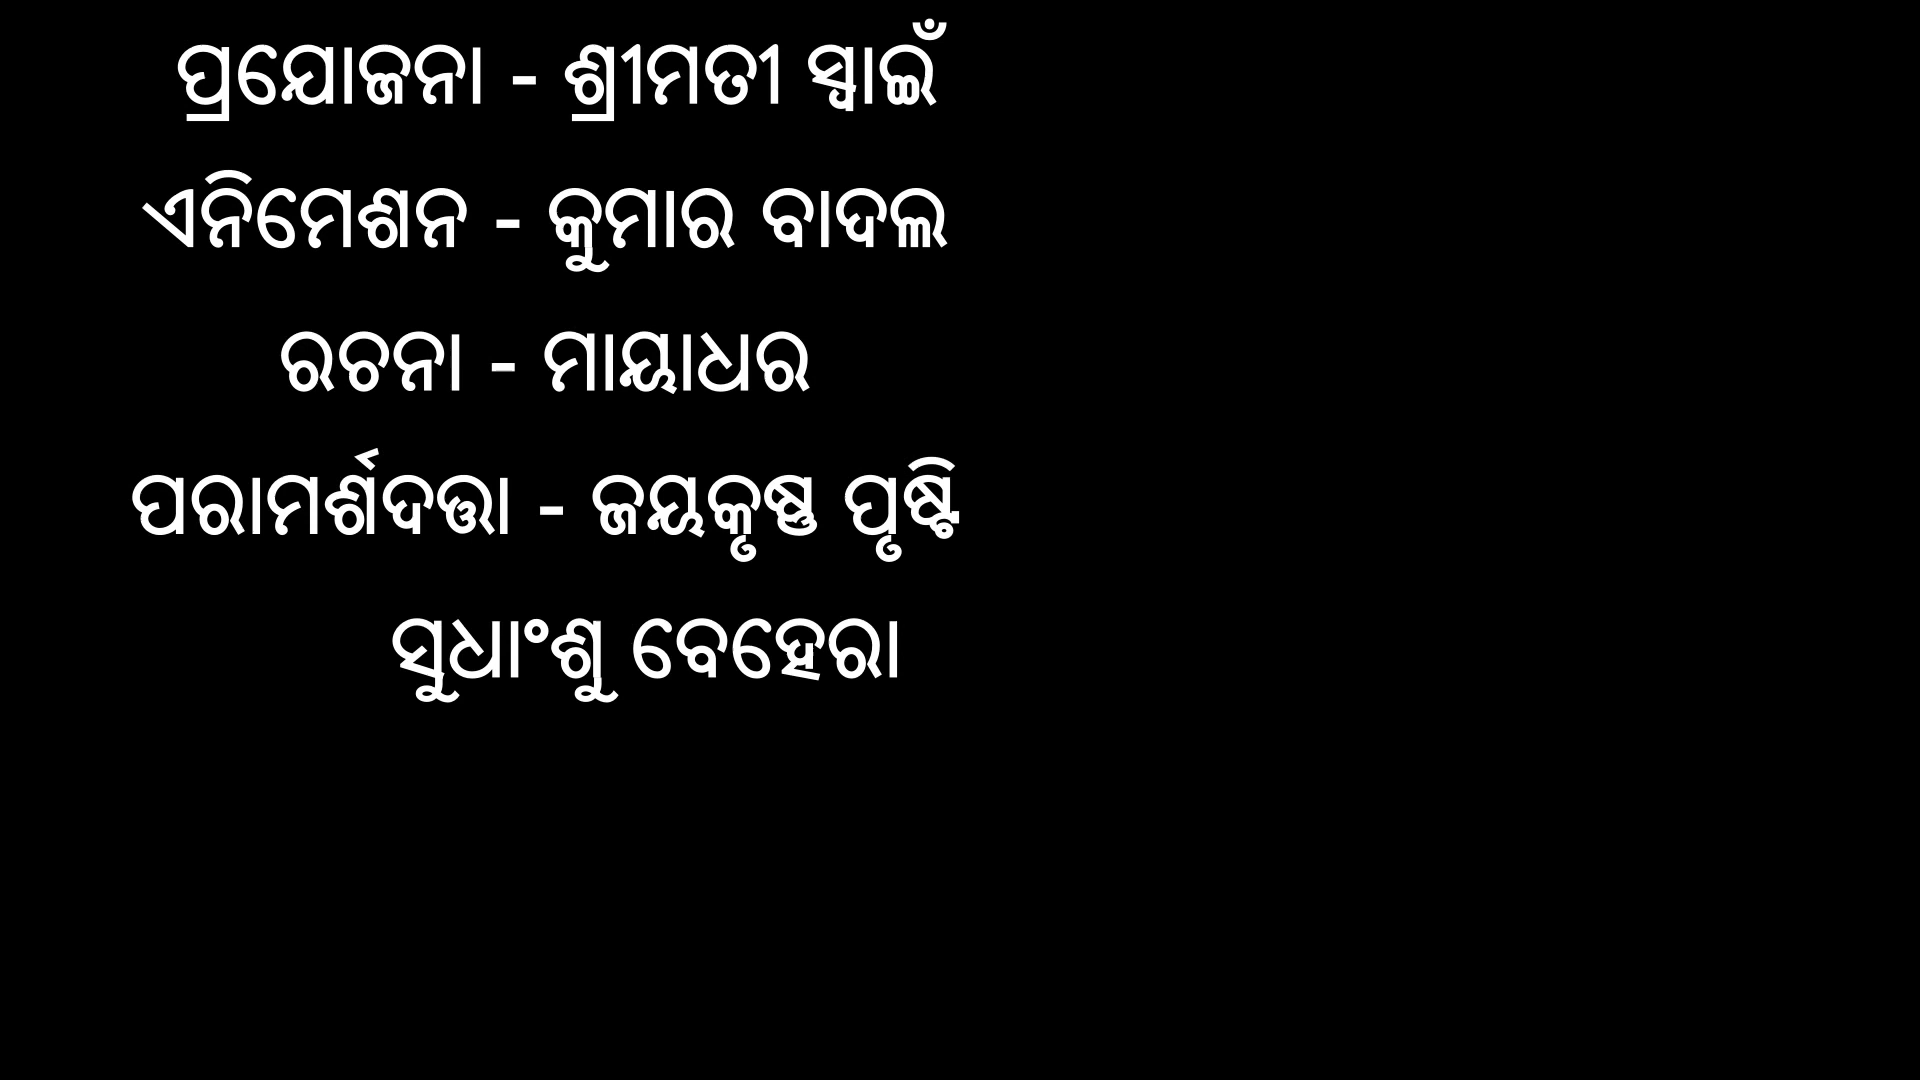 ପ୍ରଯୋଜନା - ଶ୍ରୀମତୀ ସ୍ୱାଇଁ
ଏନିମେଶନ - କୁମାର ବାଦଲ
ରଚନା - ମାୟାଧର
ପରାମର୍ଶଦତ୍ତା - ଜୟକୃଷ୍ଣ ପୃଷ୍ଟି
ସୁଧାଂଶୁ ବେହେରା